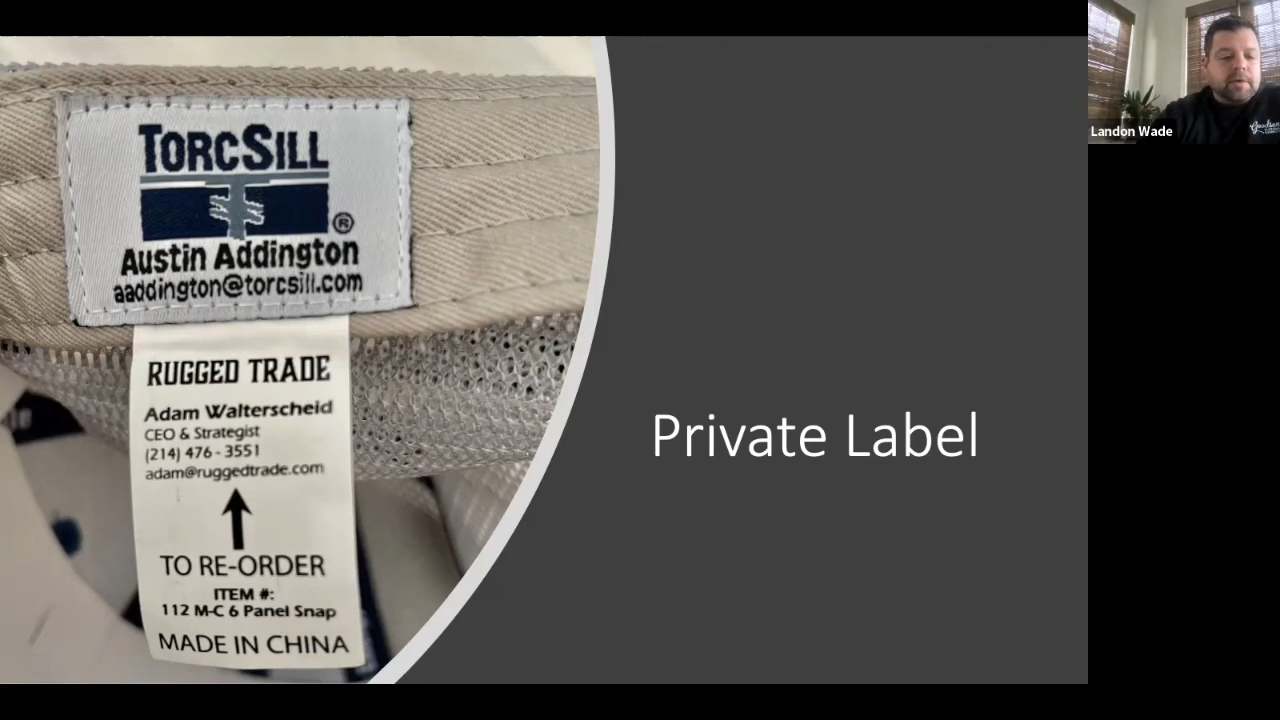 TORCSILL
®
Austin Addington
aaddington@torcsill.com
RUGGED TRADE
Adam Walterscheid
CEO & Strategist
(214) 476 - 3551
adam@ruggedtrade.com
TO RE-ORDER
ITEM #:
112 M-C 6 Panel Snap
MADE IN CHINA
Private Label
Landon Wade